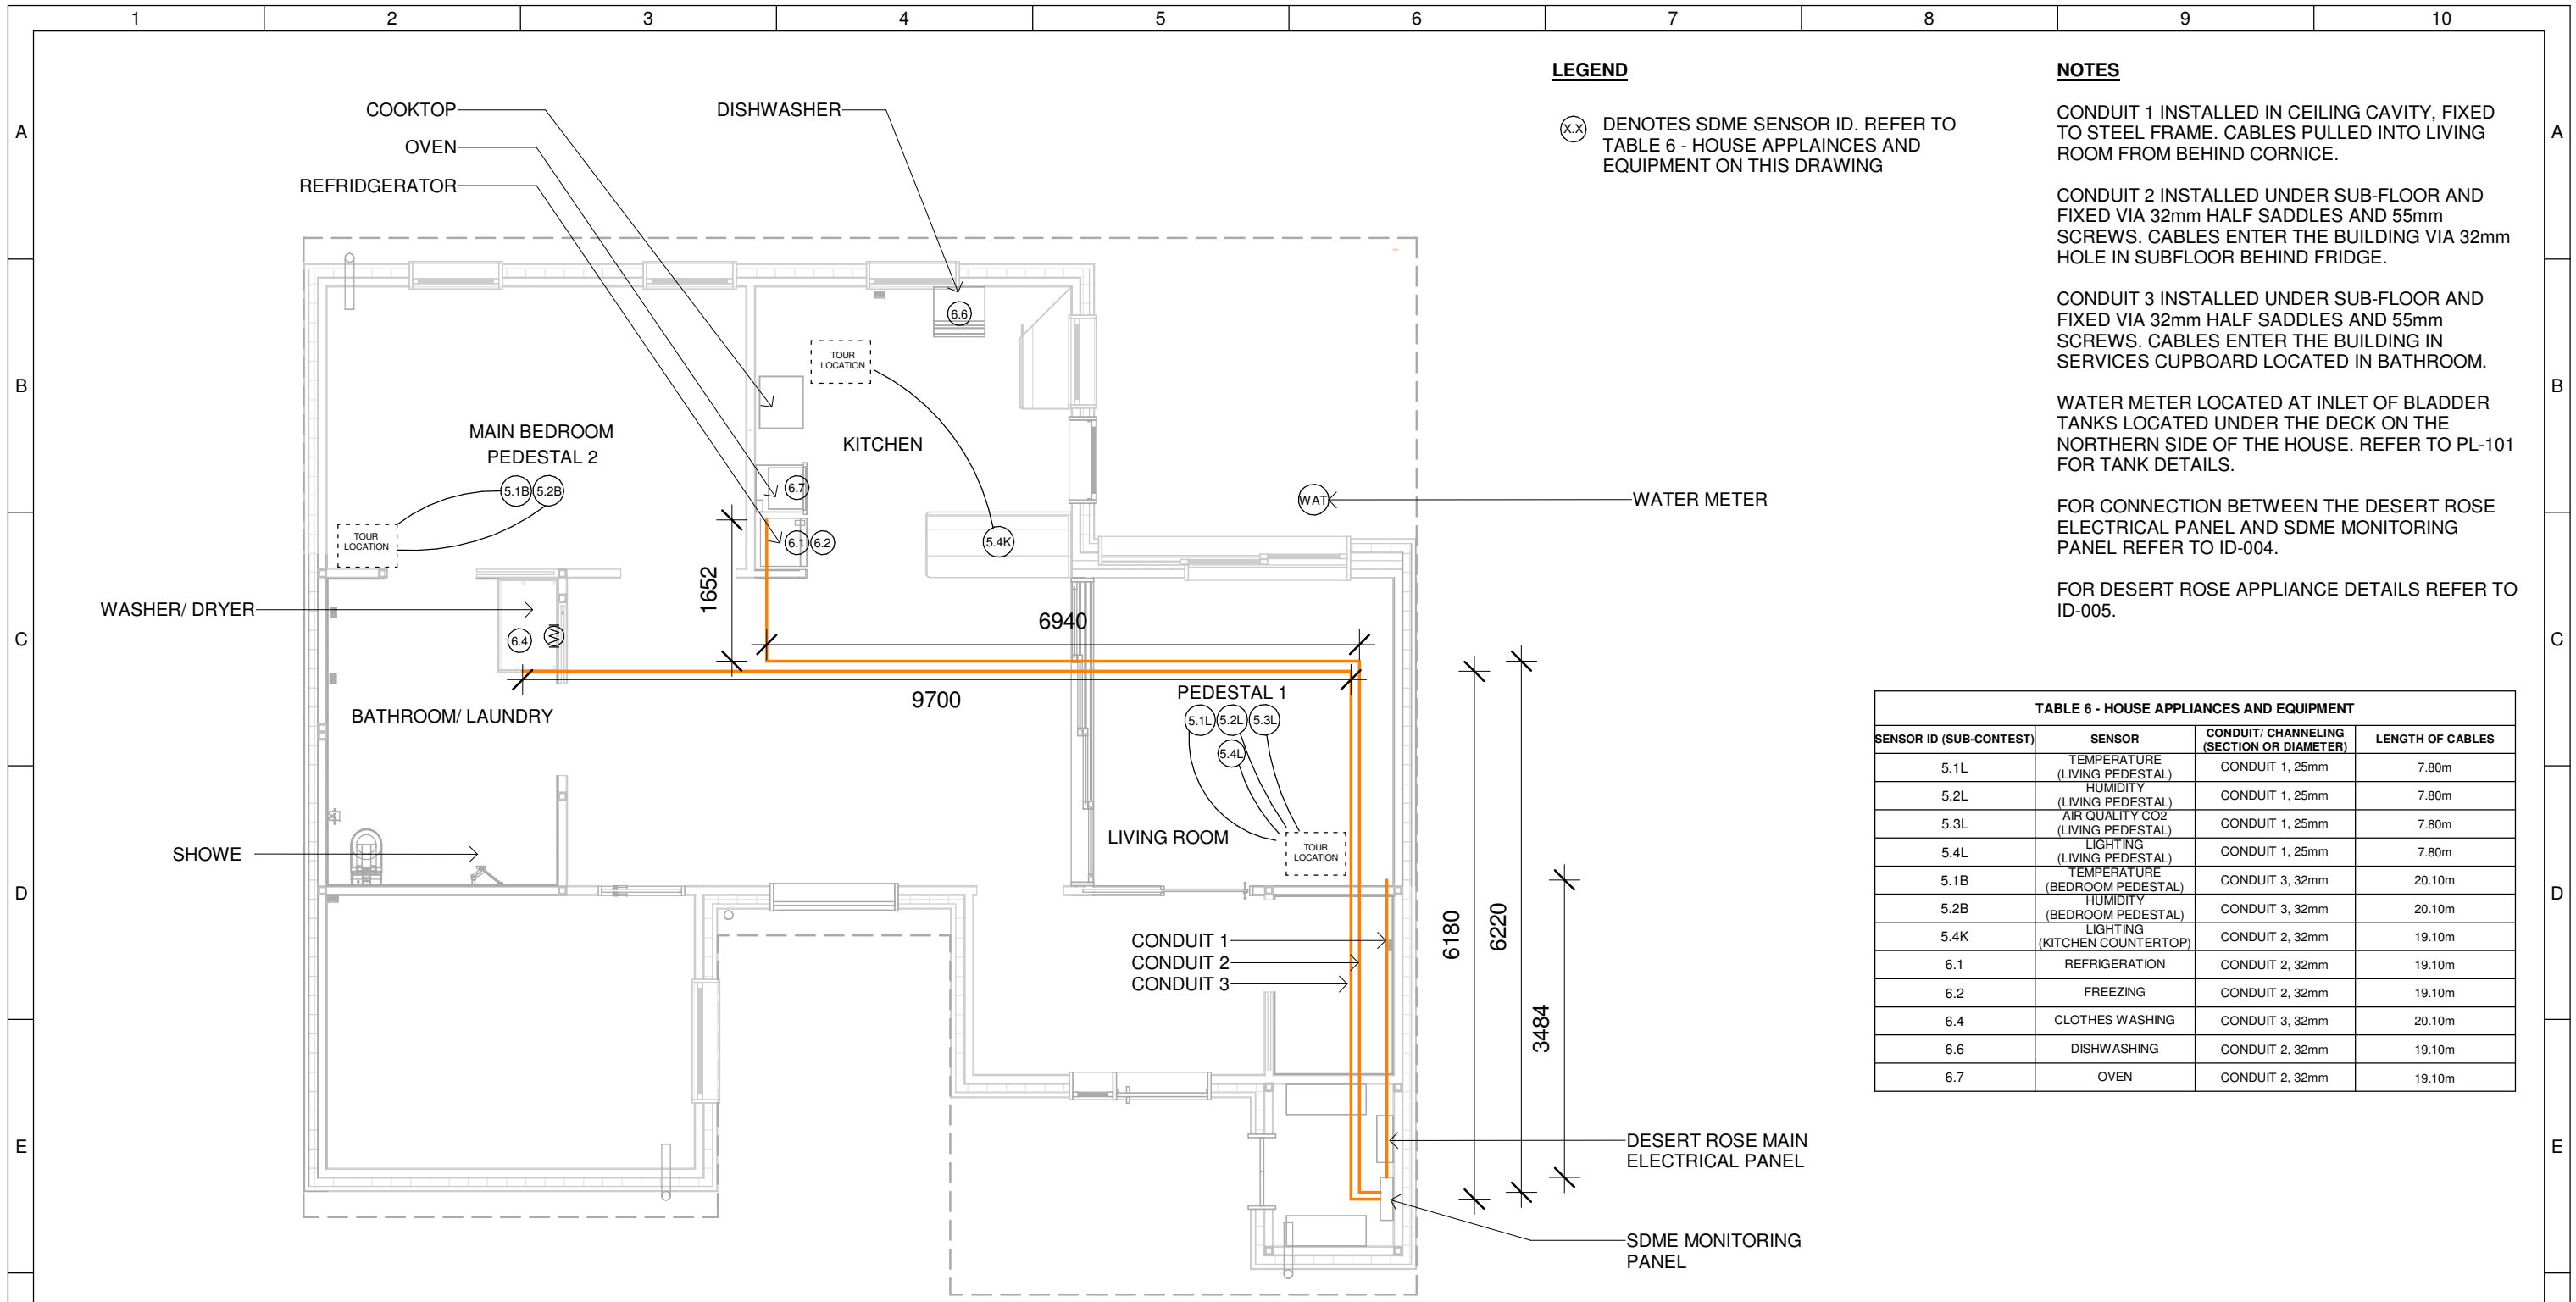 1 2 3 4 5 6 7 8 9 10
A
B
C
D
E
A
B
C
D
E
COOKTOP
OVEN
REFRIDGERATOR
DISHWASHER
6.6
TOUR
LOCATION
MAIN BEDROOM
PEDESTAL 2
5.1B 5.2B
KITCHEN
6.7
TOUR
LOCATION
6.1 6.2
5.4K
WAT
WATER METER
1652
WASHER/ DRYER
6.4
W
6940
9700
BATHROOM/ LAUNDRY
PEDESTAL 1
5.1L 5.2L 5.3L
5.4L
LIVING ROOM
TOUR
LOCATION
SHOWE
CONDUIT 1
CONDUIT 2
CONDUIT 3
6180
6220
3484
DESERT ROSE MAIN
ELECTRICAL PANEL
SDME MONITORING
PANEL
LEGEND
X.X DENOTES SDME SENSOR ID. REFER TO
TABLE 6 - HOUSE APPLAINCES AND
EQUIPMENT ON THIS DRAWING
NOTES
CONDUIT 1 INSTALLED IN CEILING CAVITY, FIXED
TO STEEL FRAME. CABLES PULLED INTO LIVING
ROOM FROM BEHIND CORNICE.
CONDUIT 2 INSTALLED UNDER SUB-FLOOR AND
FIXED VIA 32mm HALF SADDLES AND 55mm
SCREWS. CABLES ENTER THE BUILDING VIA 32mm
HOLE IN SUBFLOOR BEHIND FRIDGE.
CONDUIT 3 INSTALLED UNDER SUB-FLOOR AND
FIXED VIA 32mm HALF SADDLES AND 55mm
SCREWS. CABLES ENTER THE BUILDING IN
SERVICES CUPBOARD LOCATED IN BATHROOM.
WATER METER LOCATED AT INLET OF BLADDER
TANKS LOCATED UNDER THE DECK ON THE
NORTHERN SIDE OF THE HOUSE. REFER TO PL-101
FOR TANK DETAILS.
FOR CONNECTION BETWEEN THE DESERT ROSE
ELECTRICAL PANEL AND SDME MONITORING
PANEL REFER TO ID-004.
FOR DESERT ROSE APPLIANCE DETAILS REFER TO
ID-005.
TABLE 6 - HOUSE APPLIANCES AND EQUIPMENT
SENSOR ID (SUB-CONTEST) SENSOR CONDUIT/ CHANNELING (SECTION OR DIAMETER) LENGTH OF CABLES
5.1L TEMPERATURE (LIVING PEDESTAL) CONDUIT 1, 25mm 7.80m
5.2L HUMIDITY (LIVING PEDESTAL) CONDUIT 1, 25mm 7.80m
5.3L AIR QUALITY CO2 (LIVING PEDESTAL) CONDUIT 1, 25mm 7.80m
5.4L LIGHTING (LIVING PEDESTAL) CONDUIT 1, 25mm 7.80m
5.1B TEMPERATURE (BEDROOM PEDESTAL) CONDUIT 3, 32mm 20.10m
5.2B HUMIDITY (BEDROOM PEDESTAL) CONDUIT 3, 32mm 20.10m
5.4K LIGHTING (KITCHEN COUNTERTOP) CONDUIT 2, 32mm 19.10m
6.1 REFRIGERATION CONDUIT 2, 32mm 19.10m
6.2 FREEZING CONDUIT 2, 32mm 19.10m
6.4 CLOTHES WASHING CONDUIT 3, 32mm 20.10m
6.6 DISHWASHING CONDUIT 2, 32mm 19.10m
6.7 OVEN CONDUIT 2, 32mm 19.10m